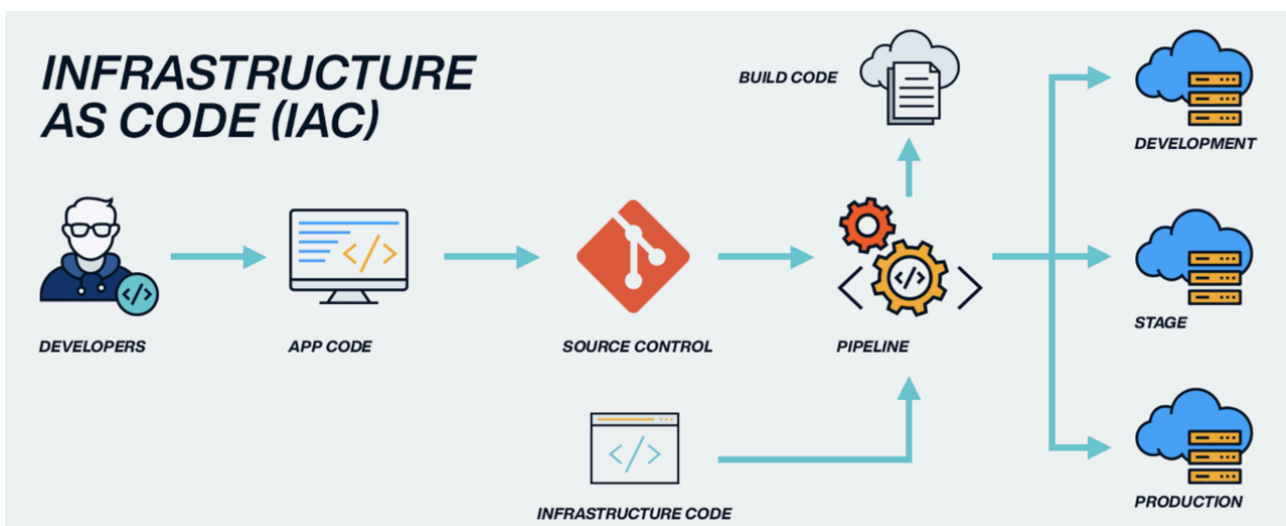 INFRASTRUCTURE
AS CODE (IAC)
BUILD CODE
DEVELOPMENT
DEVELOPERS
APP CODE
SOURCE CONTROL
PIPELINE
STAGE
INFRASTRUCTURE CODE
PRODUCTION